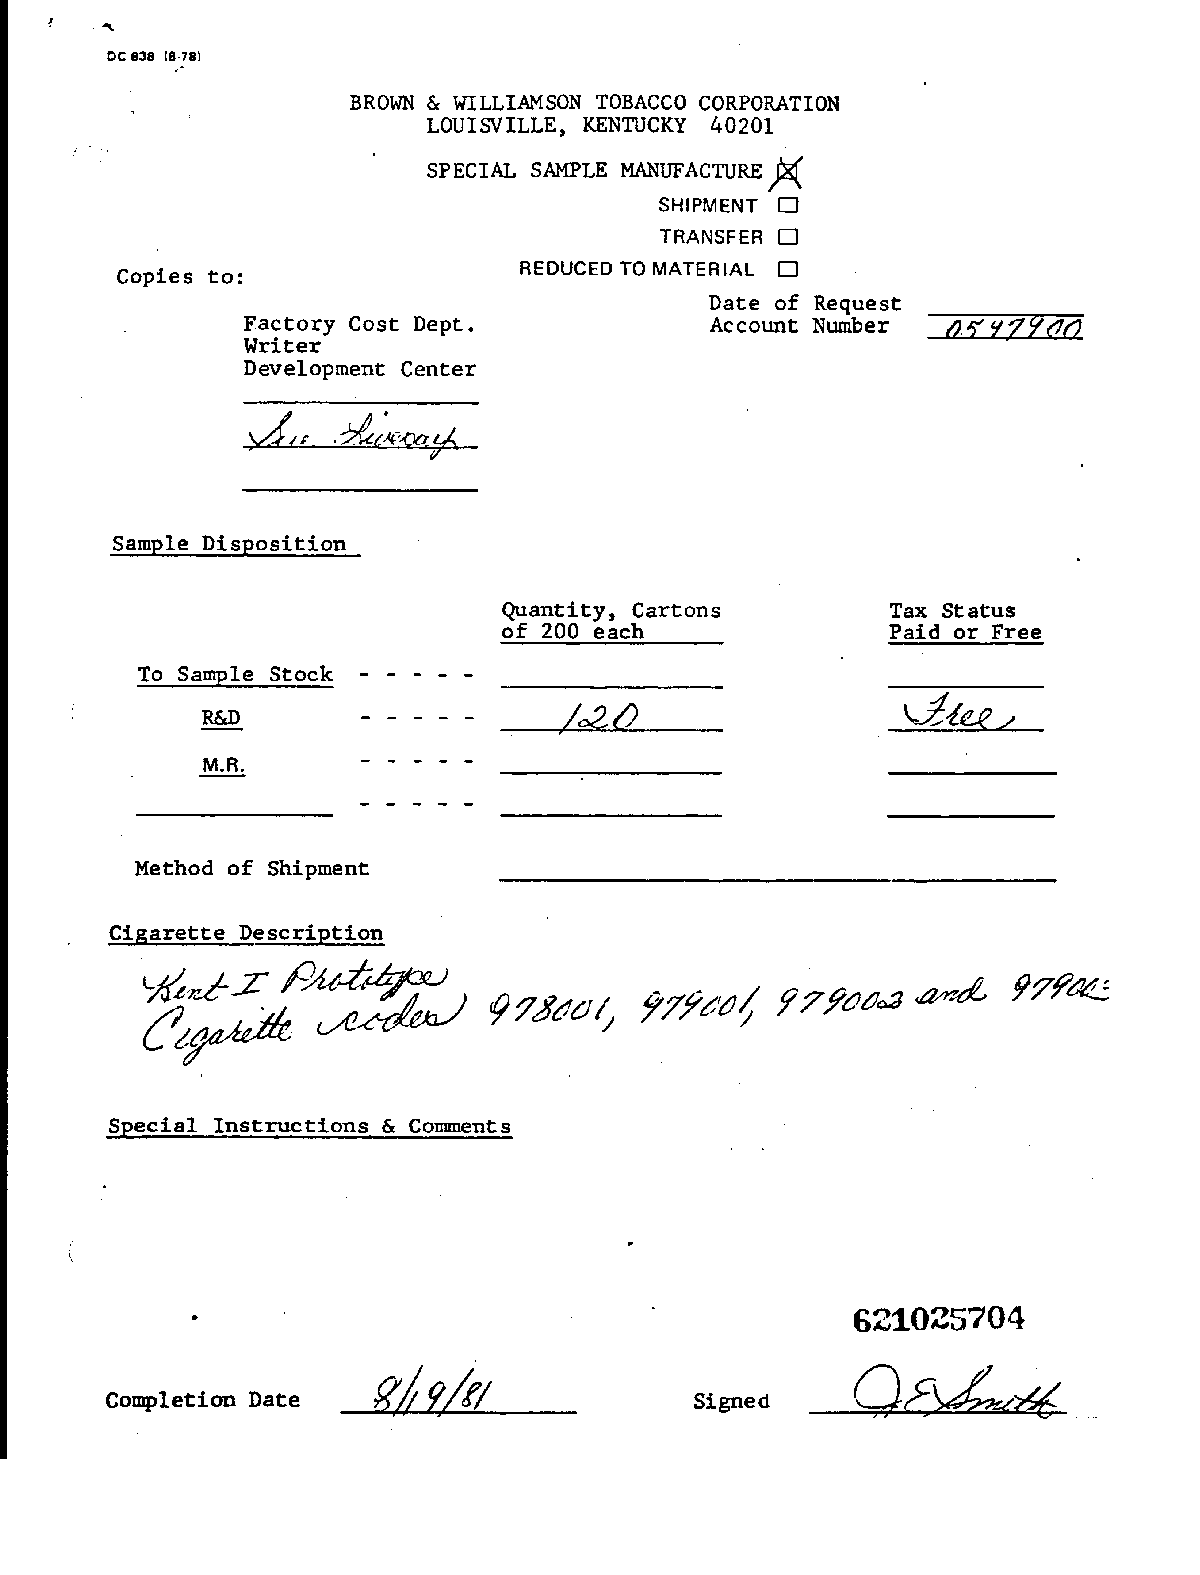 DC 838 (8-78)
BROWN & WILLIAMSON TOBACCO CORPORATION
LOUISVILLE, KENTUCKY 40201
SPECIAL SAMPLE MANUFACTURE
SHIPMENT
TRANSFER
REDUCED TO MATERIAL
Copies to:
Date of Request
Factory Cost Dept.
Account Number 0547900
Writer
Development Center
Sample Disposition
Quantity, Cartons
of 200 each
Tax Status
Paid or Free
To Sample Stock - - - - -
R&D - - - - - 120 Free
M.R. - - - - -
- - - - -
Method of Shipment
Cigarette Description
Kent I Prototype
Cigarette codes 978001, 979001, 979002 and
Special Instructions & Comments
621025704
Completion Date 8/19/81 Signed J E Smith